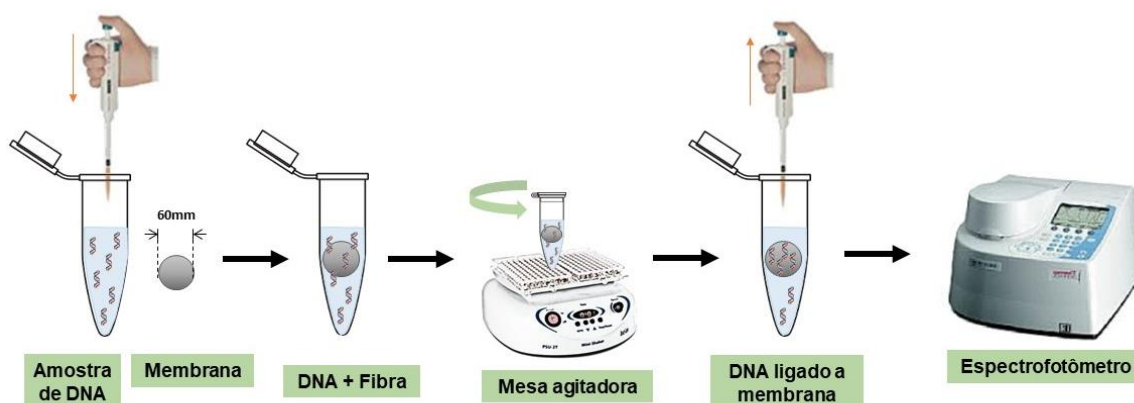 60mm
Amostra
de DNA
Membrana
DNA + Fibra
Mesa agitadora
DNA ligado a
membrana
Espectrofotômetro